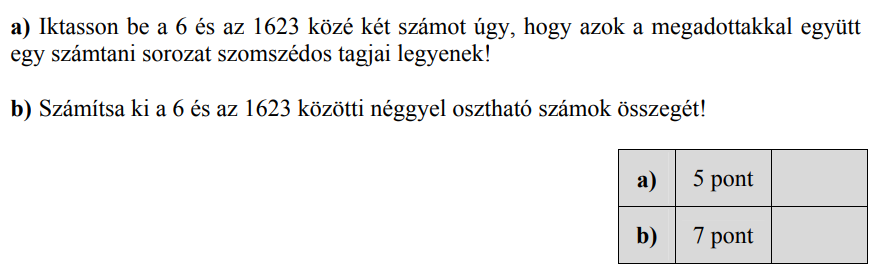 a) Iktasson be a 6 és az 1623 közé két számot úgy, hogy azok a megadottakkal együtt
egy számtani sorozat szomszédos tagjai legyenek!
b) Számítsa ki a 6 és az 1623 közötti néggyel osztható számok összegét!
a) 5 pont
b) 7 pont